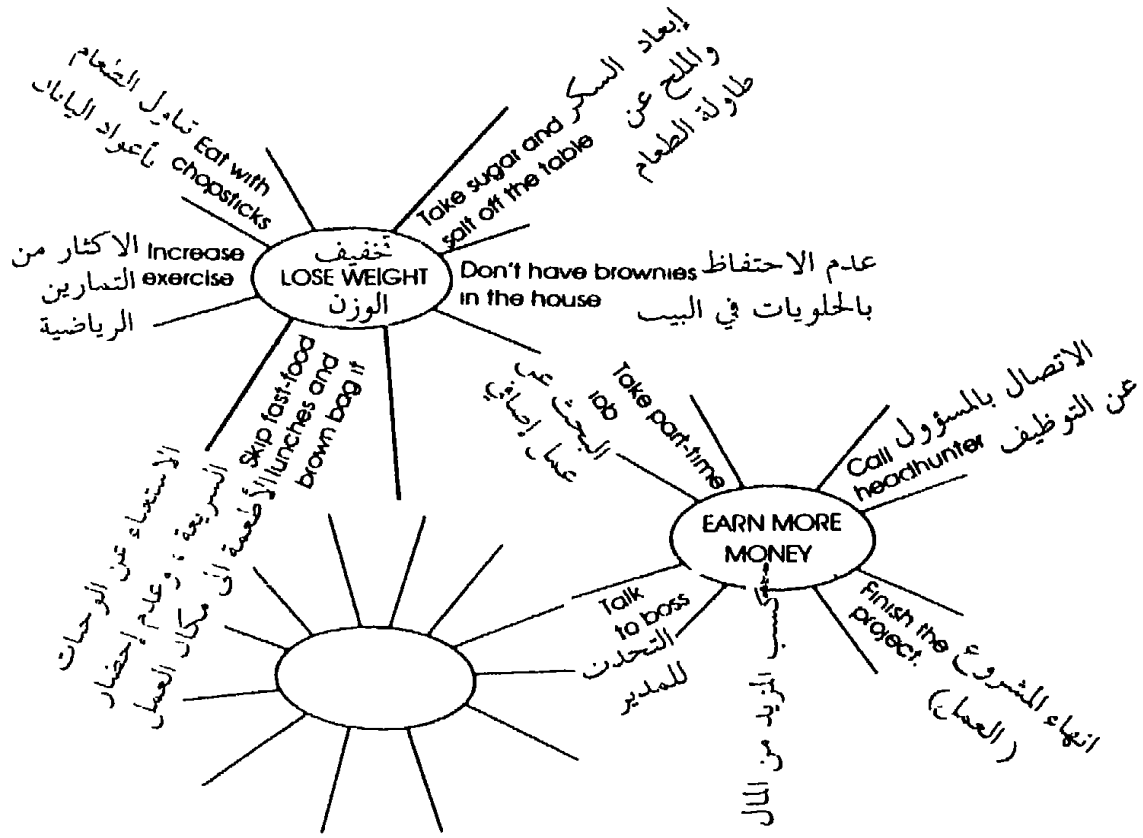 إبعاد السكر
والملح عن
طاولة الطعام
Take sugar and
salt off the table
تناول الطعام
بأعواد اليابان
Eat with
chopsticks
تخفيف
LOSE WEIGHT
الوزن
الاكثار من
التمارين
الرياضية
Increase
exercise
Don't have brownies
in the house
عدم الاحتفاظ
بالحلويات في البيت
Skip fast-food
lunches and
brown bag it
الاستغناء عن الوجبات
السريعة، وعدم إحضار
الأطعمة الى مكان العمل
Take part-time
job
البحث عن
عمل إضافي
Call
headhunter
الاتصال بالمسؤول
عن التوظيف
EARN MORE
MONEY
كسب المزيد من المال
Talk
to boss
التحدث
للمدير
Finish the
project.
انهاء المشروع
(العمل)